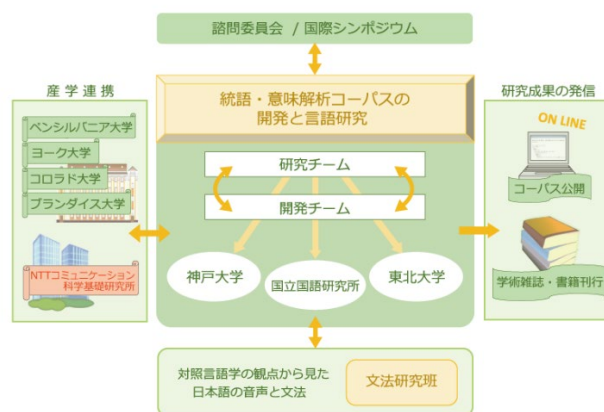 諮問委員会 / 国際シンポジウム
産学連携
ペンシルバニア大学
ヨーク大学
コロラド大学
ブランダイス大学
NTTコミュニケーション
科学基礎研究所
統語・意味解析コーパスの
開発と言語研究
研究チーム
開発チーム
神戸大学
国立国語研究所
東北大学
研究成果の発信
ON LINE
コーパス公開
学術雑誌・書籍刊行
対照言語学の観点から見た
日本語の音声と文法
文法研究班